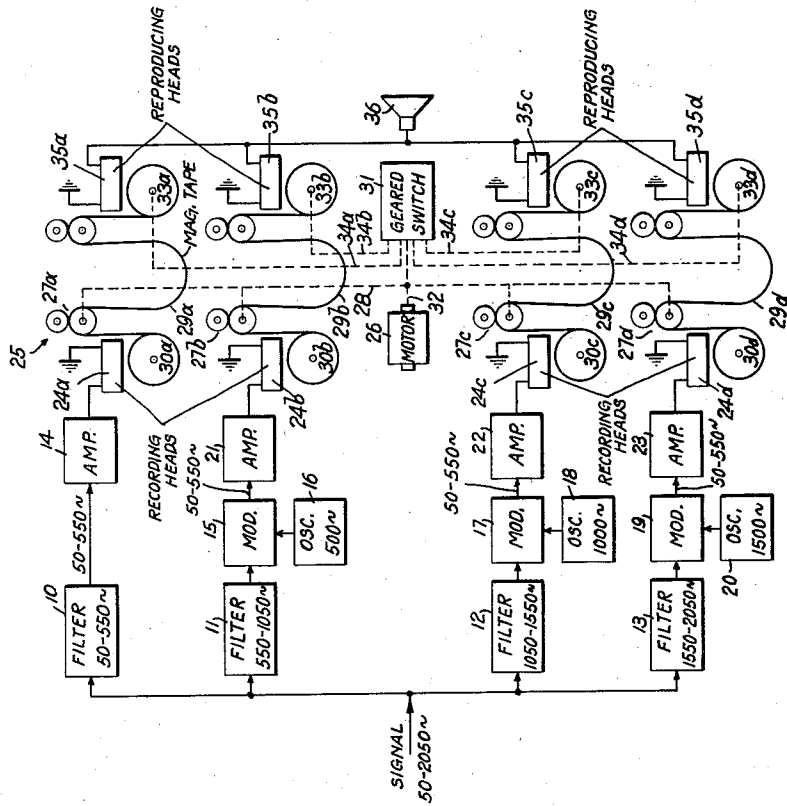 25
27a
24a
14
AMP.
50-550~
10
FILTER
50-550~
30a
29a
MAG. TAPE
33a
35a
REPRODUCING
HEADS
RECORDING
HEADS
27b
24b
21
AMP.
50-550~
15
MOD.
16
OSC.
500~
11
FILTER
550-1050~
30b
29b
33b
35b
28
26
MOTOR
32
34a
34b
31
GEARED
SWITCH
34c
36
SIGNAL
50-2050~
27c
24c
22
AMP.
50-550~
17
MOD.
18
OSC.
1000~
12
FILTER
1050-1550~
30c
29c
33c
35c
REPRODUCING
HEADS
RECORDING
HEADS
27d
24d
23
AMP.
50-550~
19
MOD.
20
OSC.
1500~
13
FILTER
1550-2050~
30d
29d
33d
34d
35d